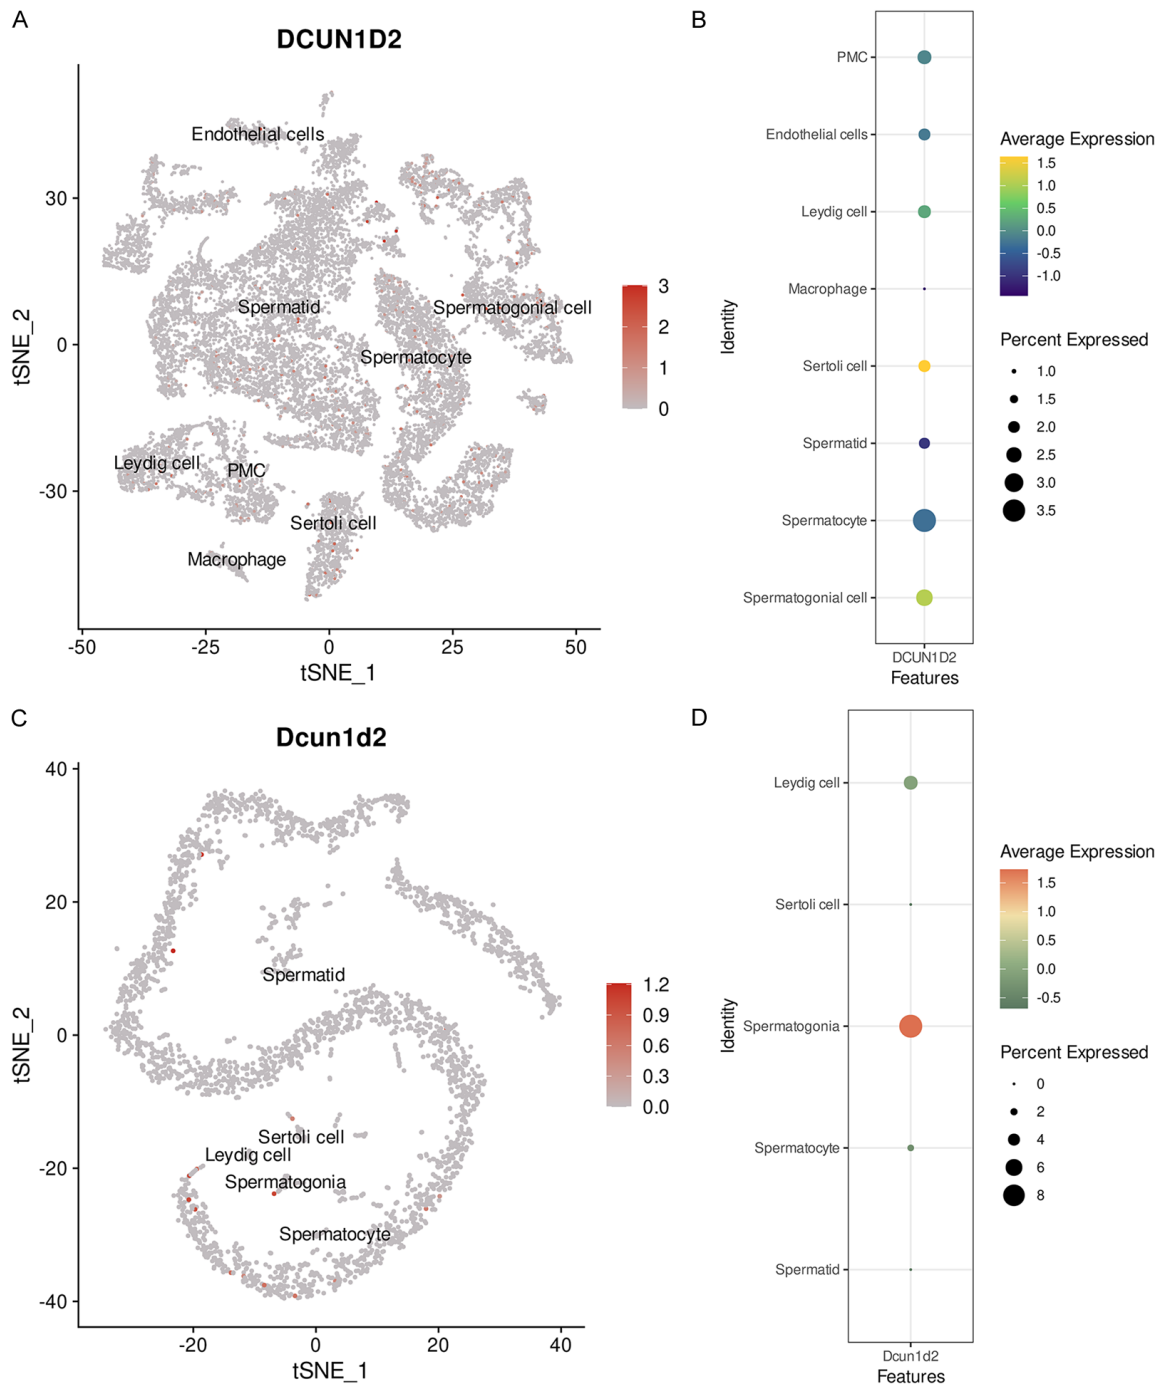 A
DCUN1D2
Endothelial cells
Spermatid
Spermatogonial cell
Spermatocyte
Leydig cell
PMC
Sertoli cell
Macrophage
30
0
-30
tSNE_2
-50
-25
0
25
50
tSNE_1
3
2
1
0
B
PMC
Endothelial cells
Leydig cell
Macrophage
Sertoli cell
Spermatid
Spermatocyte
Spermatogonial cell
Identity
DCUN1D2
Features
Average Expression
1.5
1.0
0.5
0.0
-0.5
-1.0
Percent Expressed
1.0
1.5
2.0
2.5
3.0
3.5
C
Dcun1d2
Spermatid
Sertoli cell
Leydig cell
Spermatogonia
Spermatocyte
40
20
0
-20
-40
tSNE_2
-20
0
20
40
tSNE_1
1.2
0.9
0.6
0.3
0.0
D
Leydig cell
Sertoli cell
Spermatogonia
Spermatocyte
Spermatid
Identity
Dcun1d2
Features
Average Expression
1.5
1.0
0.5
0.0
-0.5
Percent Expressed
0
2
4
6
8